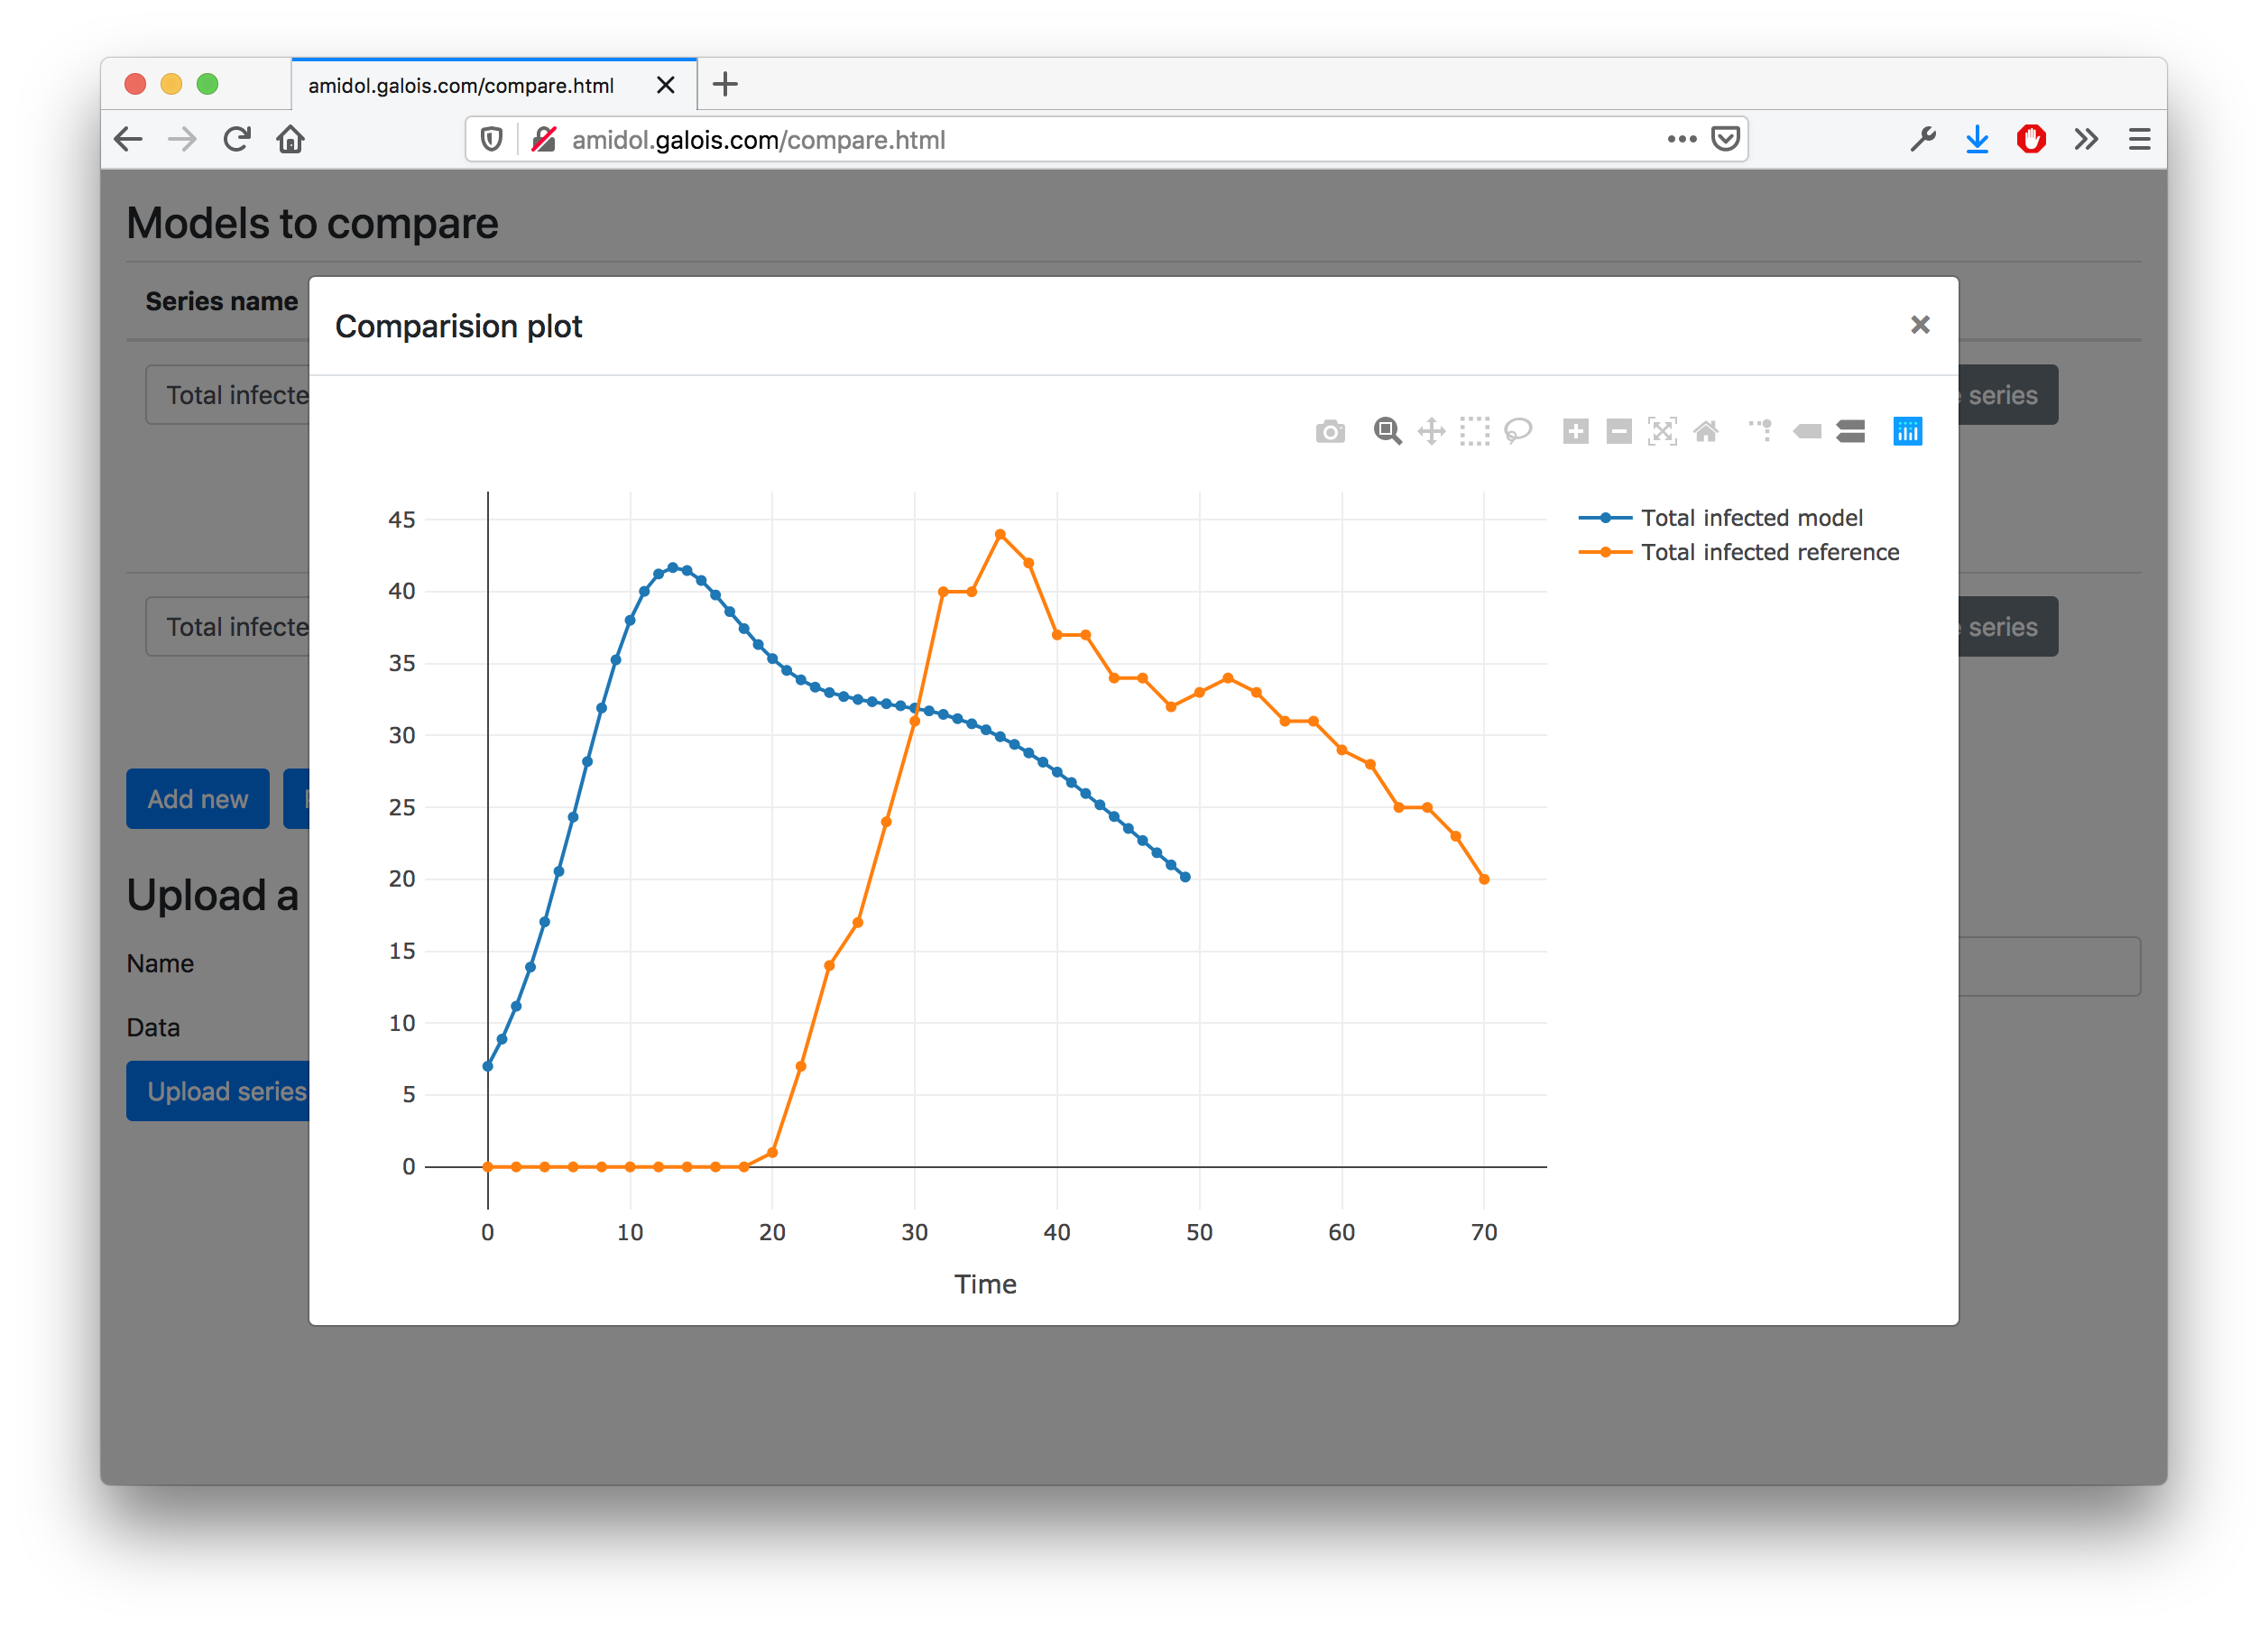 amidol.galois.com/compare.html
amidol.galois.com/compare.html
Models to compare
Series name
Comparision plot
Total infecte
series
45
40
35
30
25
20
15
10
5
0
0 10 20 30 40 50 60 70
Time
Total infected model
Total infected reference
Total infecte
series
Add new
Upload a
Name
Data
Upload series